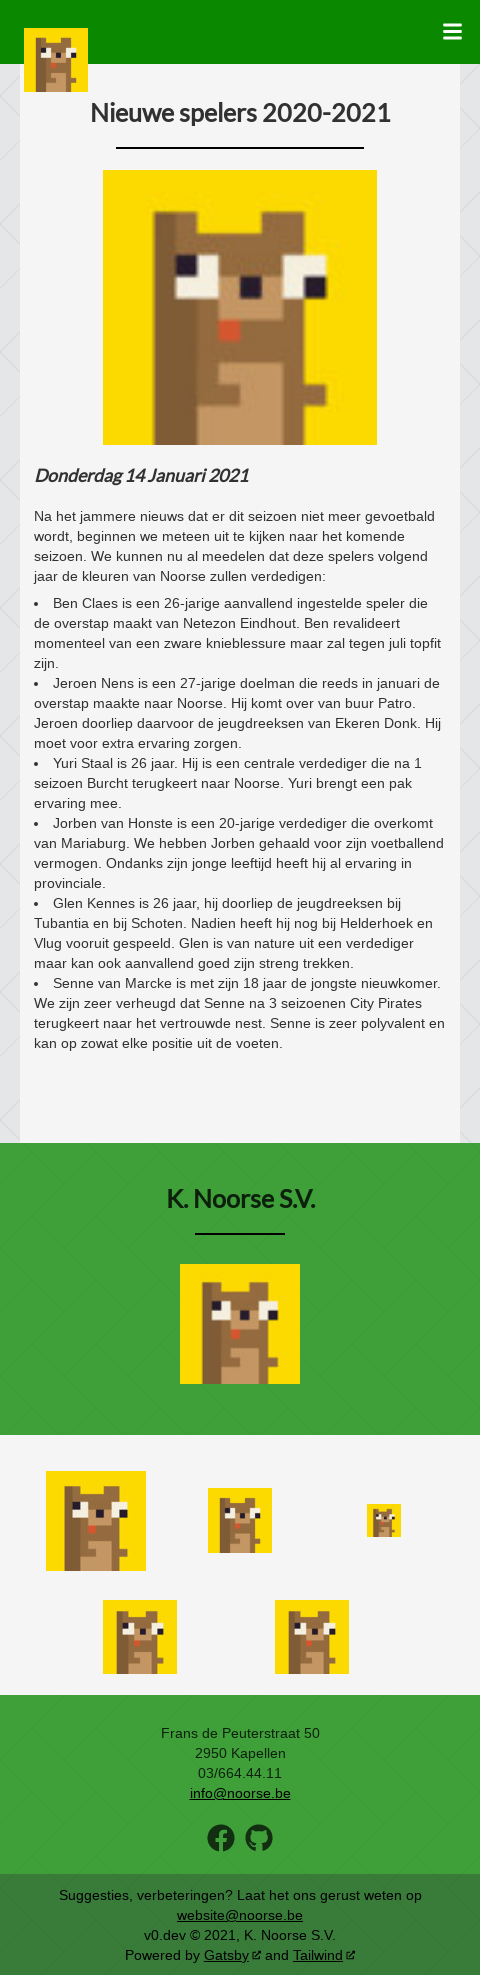 Nieuwe spelers 2020-2021
Donderdag 14 Januari 2021
Na het jammere nieuws dat er dit seizoen niet meer gevoetbald
wordt, beginnen we meteen uit te kijken naar het komende
seizoen. We kunnen nu al meedelen dat deze spelers volgend
jaar de kleuren van Noorse zullen verdedigen:
• Ben Claes is een 26-jarige aanvallend ingestelde speler die
de overstap maakt van Netezon Eindhout. Ben revalideert
momenteel van een zware knieblessure maar zal tegen juli topfit
zijn.
• Jeroen Nens is een 27-jarige doelman die reeds in januari de
overstap maakte naar Noorse. Hij komt over van buur Patro.
Jeroen doorliep daarvoor de jeugdreeksen van Ekeren Donk. Hij
moet voor extra ervaring zorgen.
• Yuri Staal is 26 jaar. Hij is een centrale verdediger die na 1
seizoen Burcht terugkeert naar Noorse. Yuri brengt een pak
ervaring mee.
• Jorben van Honste is een 20-jarige verdediger die overkomt
van Mariaburg. We hebben Jorben gehaald voor zijn voetballend
vermogen. Ondanks zijn jonge leeftijd heeft hij al ervaring in
provinciale.
• Glen Kennes is 26 jaar, hij doorliep de jeugdreeksen bij
Tubantia en bij Schoten. Nadien heeft hij nog bij Helderhoek en
Vlug vooruit gespeeld. Glen is van nature uit een verdediger
maar kan ook aanvallend goed zijn streng trekken.
• Senne van Marcke is met zijn 18 jaar de jongste nieuwkomer.
We zijn zeer verheugd dat Senne na 3 seizoenen City Pirates
terugkeert naar het vertrouwde nest. Senne is zeer polyvalent en
kan op zowat elke positie uit de voeten.
K. Noorse S.V.
Frans de Peuterstraat 50
2950 Kapellen
03/664.44.11
info@noorse.be
Suggesties, verbeteringen? Laat het ons gerust weten op
website@noorse.be
v0.dev © 2021, K. Noorse S.V.
Powered by Gatsby and Tailwind